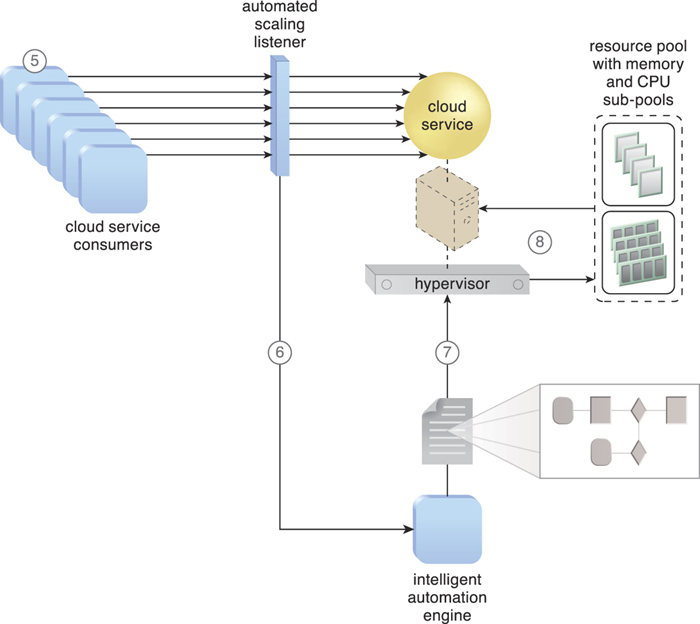 automated
scaling
listener
5
resource pool
with memory
and CPU
sub-pools
cloud
service
cloud service
consumers
8
hypervisor
6
7
intelligent
automation
engine